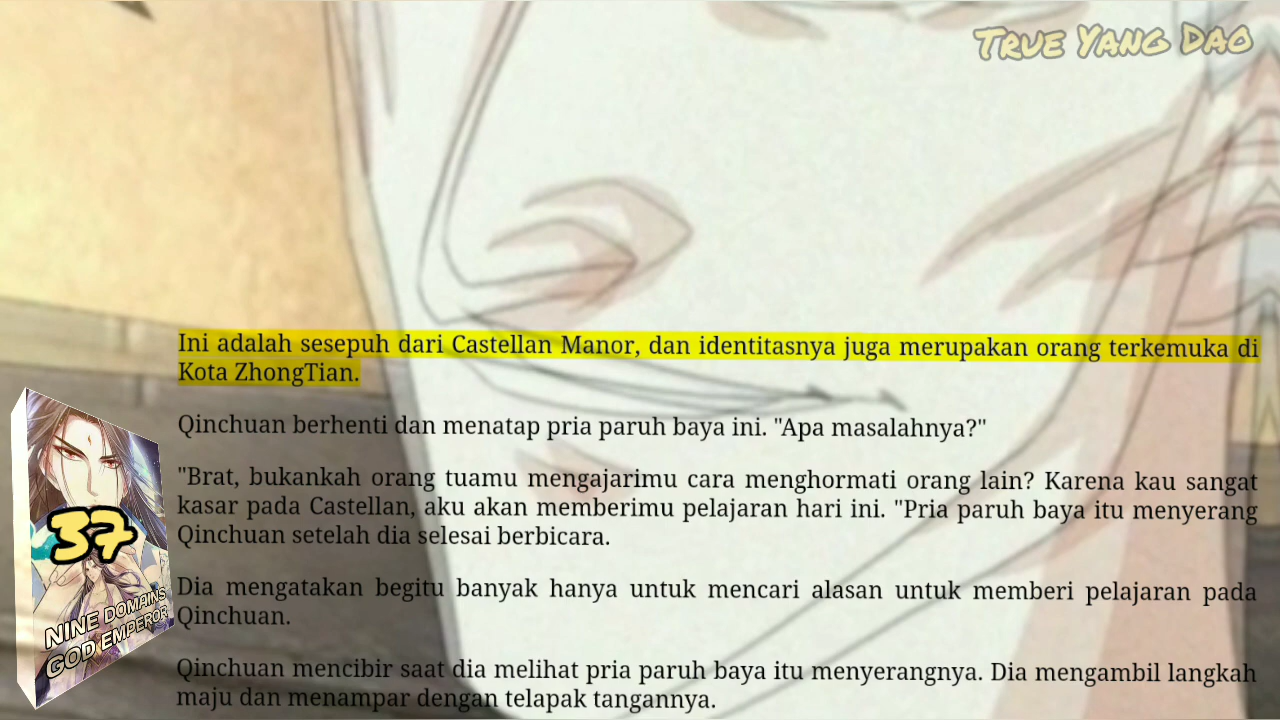 True Yang Dao
Ini adalah sesepuh dari Castellan Manor, dan identitasnya juga merupakan orang terkemuka di
Kota ZhongTian.
Qinchuan berhenti dan menatap pria paruh baya ini. "Apa masalahnya?"
"Brat, bukankah orang tuamu mengajarimu cara menghormati orang lain? Karena kau sangat
kasar pada Castellan, aku akan memberimu pelajaran hari ini. "Pria paruh baya itu menyerang
Qinchuan setelah dia selesai berbicara.
Dia mengatakan begitu banyak hanya untuk mencari alasan untuk memberi pelajaran pada
Qinchuan.
Qinchuan mencibir saat dia melihat pria paruh baya itu menyerangnya. Dia mengambil langkah
maju dan menampar dengan telapak tangannya.
37
NINE DOMAINS
GOD EMPEROR